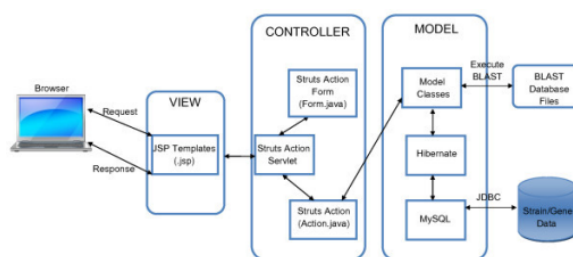 CONTROLLER
MODEL
Browser
Execute
BLAST
Struts Action
Form
(Form.java)
Model
Classes
BLAST
Database
Files
VIEW
Request
JSP Templates
(.jsp)
Struts Action
Servlet
Hibernate
Response
JDBC
Struts Action
(Action.java)
MySQL
Strain/Gene
Data